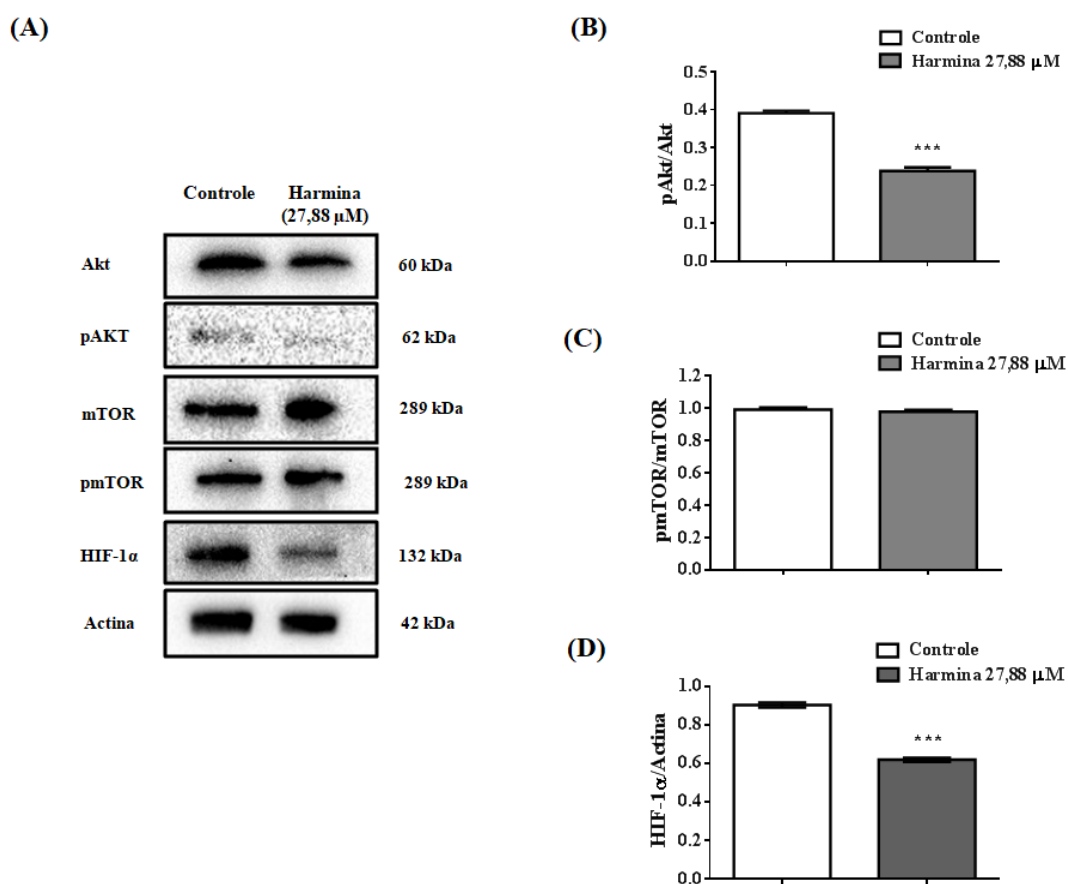 (A)
Controle Harmina
(27,88 µM)
Akt 60 kDa
pAKT 62 kDa
mTOR 289 kDa
pmTOR 289 kDa
HIF-1α 132 kDa
Actina 42 kDa
(B)
Controle
Harmina 27,88 µM
pAkt/Akt
0.5
0.4
0.3
0.2
0.1
0.0
***
(C)
Controle
Harmina 27,88 µM
pmTOR/mTOR
1.2
1.0
0.8
0.6
0.4
0.2
0.0
(D)
Controle
Harmina 27,88 µM
HIF-1α/Actina
1.0
0.8
0.6
0.4
0.2
0.0
***